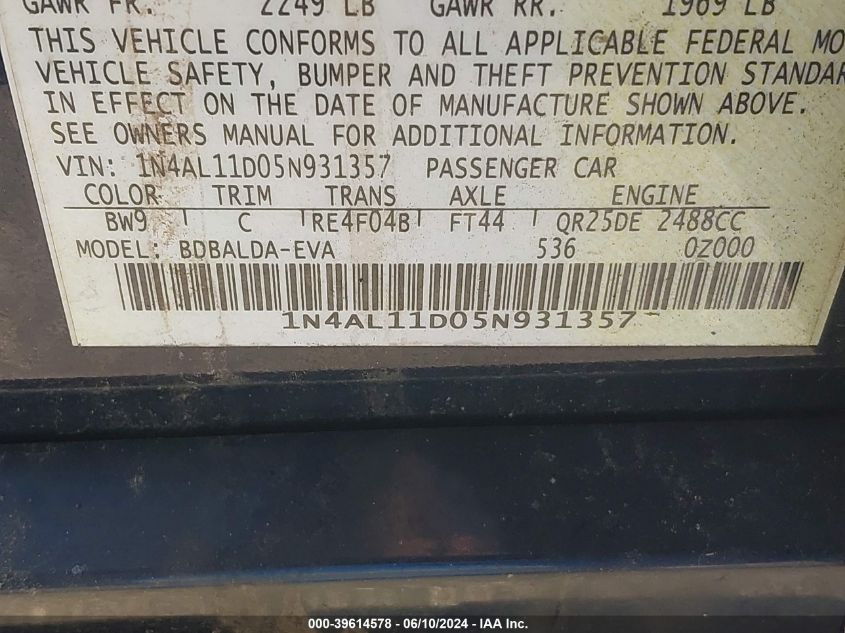 GAWR FR. 2249 LB GAWR RR. 1969 LB
THIS VEHICLE CONFORMS TO ALL APPLICABLE FEDERAL MO
VEHICLE SAFETY, BUMPER AND THEFT PREVENTION STANDAR
IN EFFECT ON THE DATE OF MANUFACTURE SHOWN ABOVE.
SEE OWNERS MANUAL FOR ADDITIONAL INFORMATION.
VIN: 1N4AL11D05N931357 PASSENGER CAR
COLOR TRIM TRANS AXLE ENGINE
BW9 C RE4F04B FT44 QR25DE 2488CC
MODEL: BDBALDA-EVA 536 0Z000
1N4AL11D05N931357
000-39614578 - 06/10/2024 - IAA Inc.